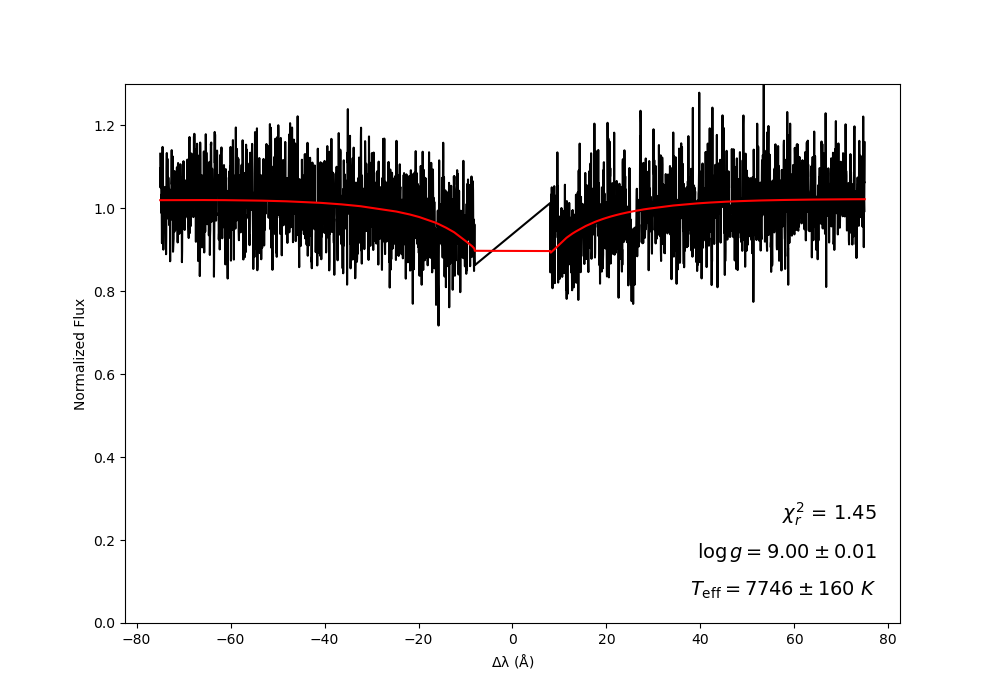 1.2
1.0
0.8
0.6
0.4
0.2
0.0
Normalized Flux
χ²ᵣ = 1.45
log g = 9.00 ± 0.01
T_eff = 7746 ± 160 K
−80 −60 −40 −20 0 20 40 60 80
Δλ (Å)